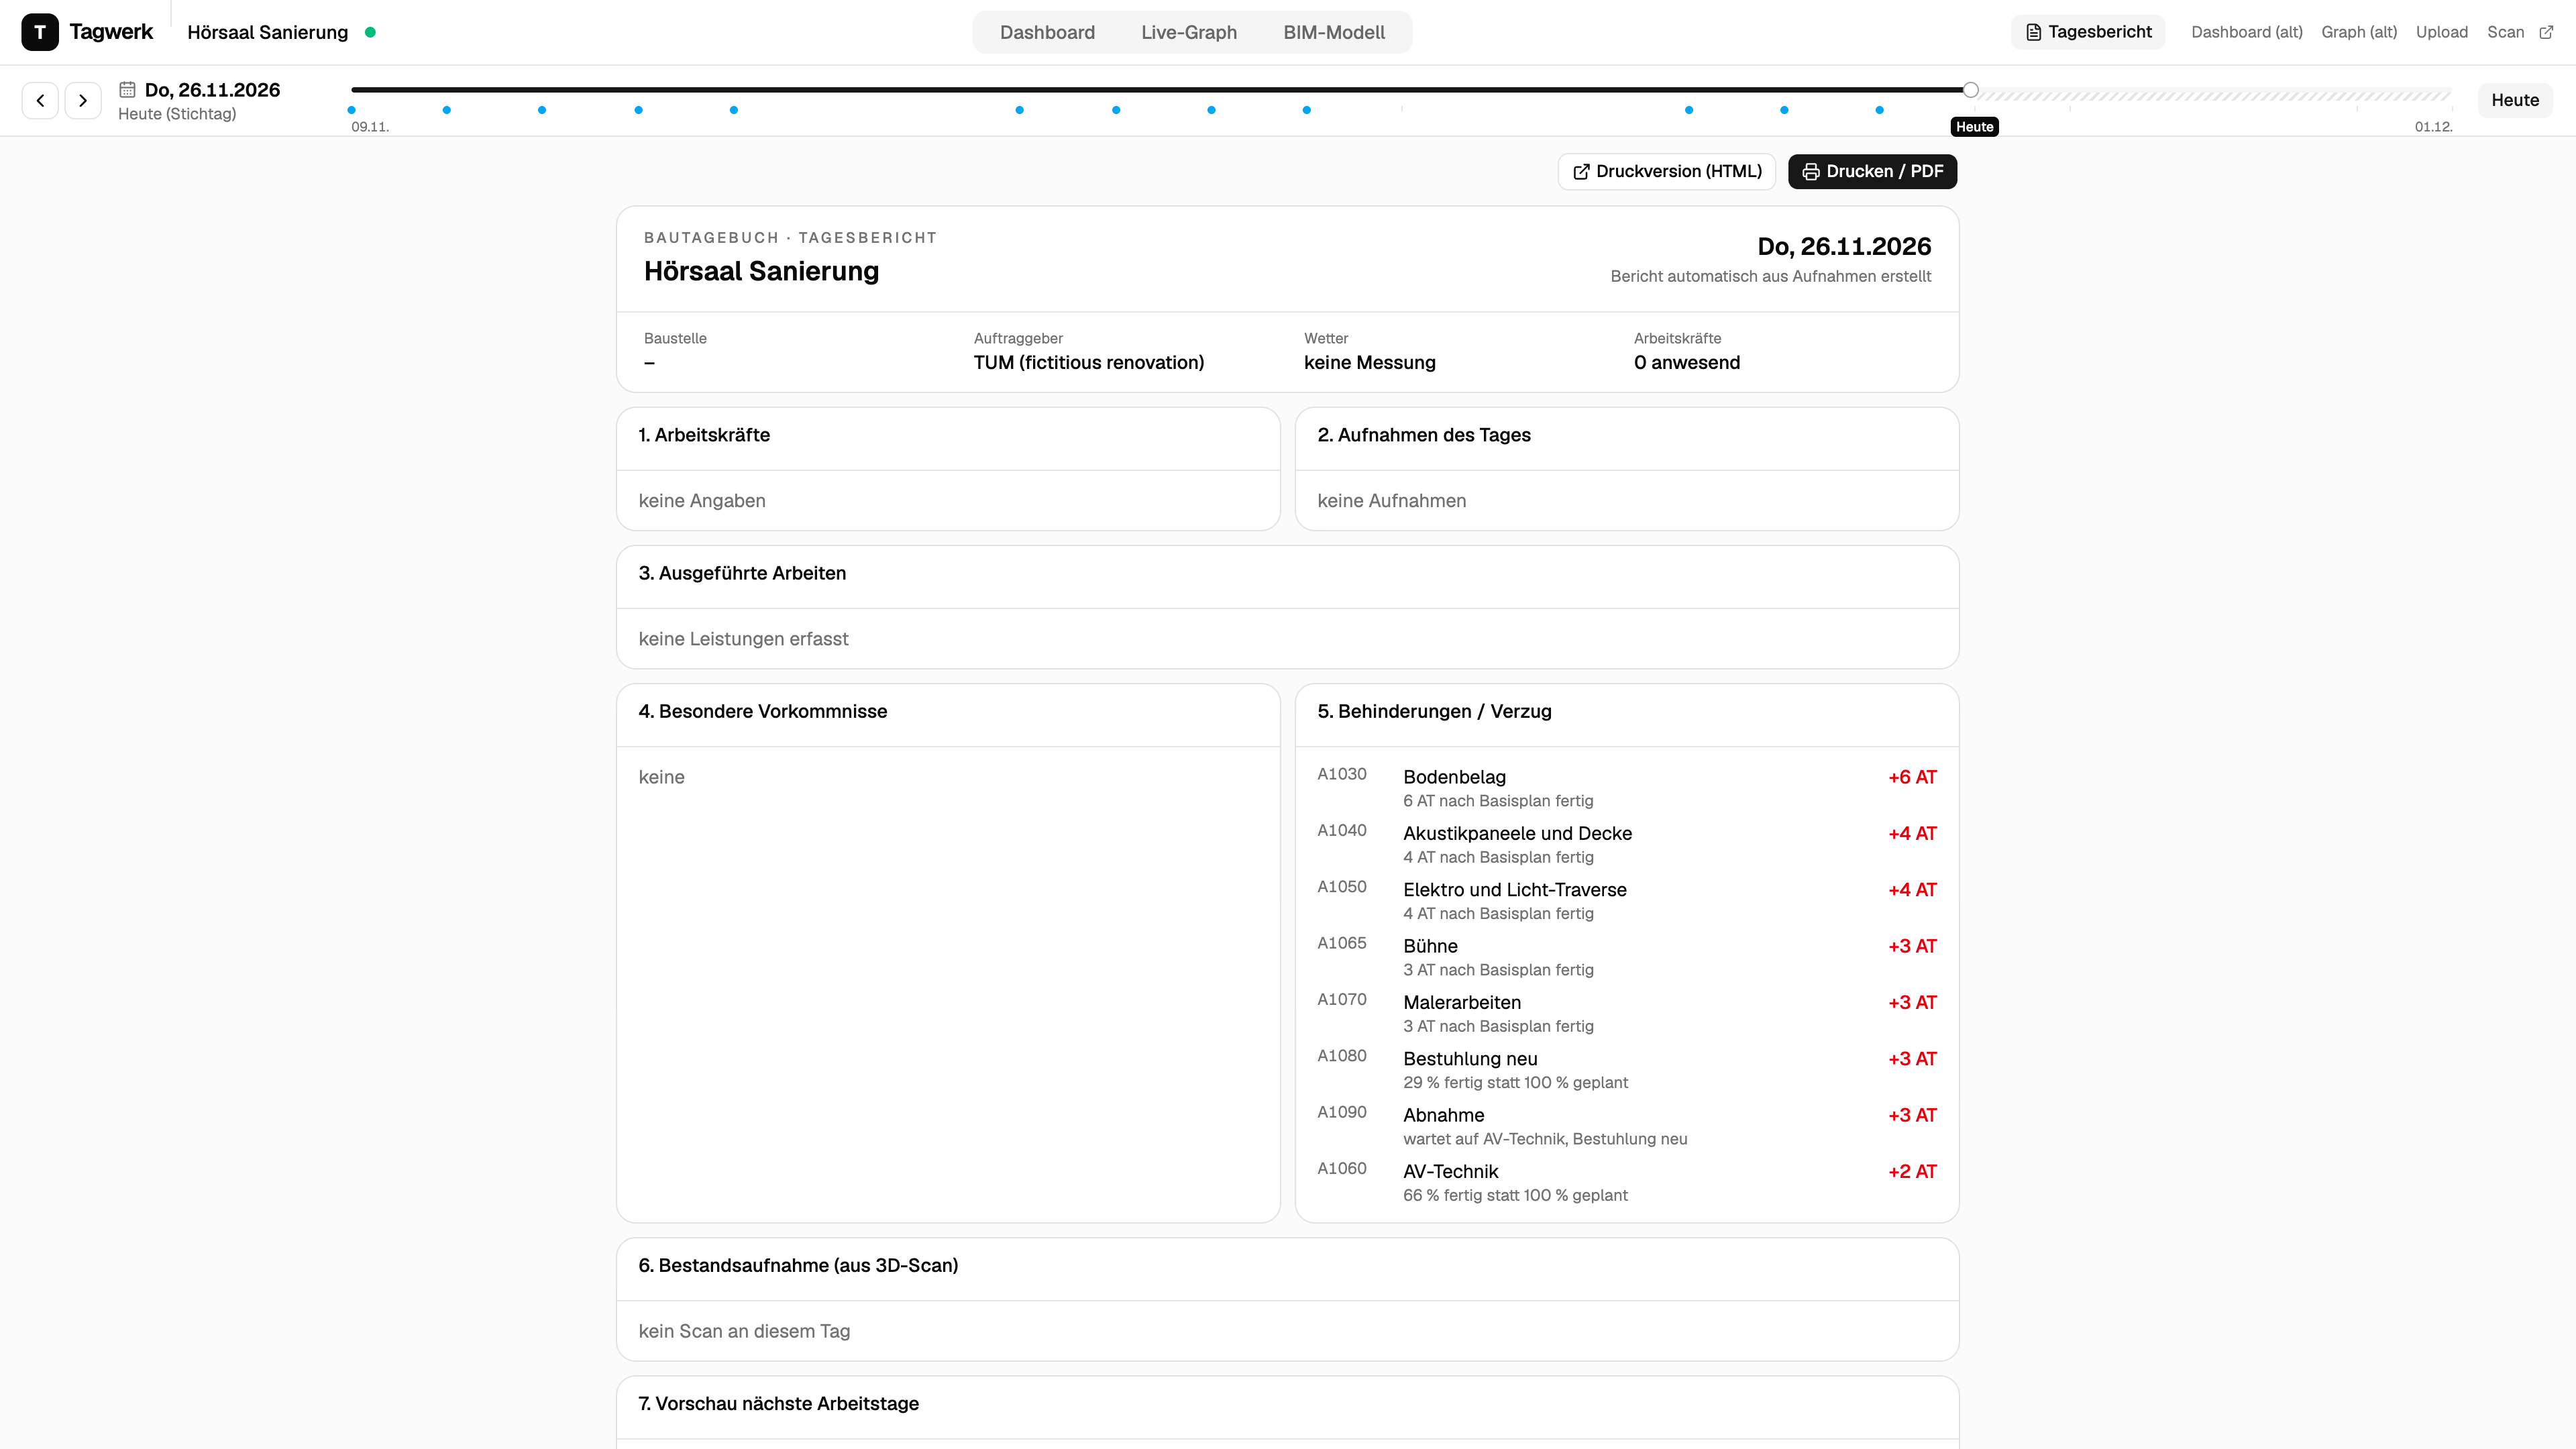 T Tagwerk Hörsaal Sanierung
Dashboard Live-Graph BIM-Modell
Tagesbericht Dashboard (alt) Graph (alt) Upload Scan
Do, 26.11.2026
Heute (Stichtag)
09.11.
Heute
01.12.
Heute
Druckversion (HTML) Drucken / PDF
BAUTAGEBUCH · TAGESBERICHT
Hörsaal Sanierung
Do, 26.11.2026
Bericht automatisch aus Aufnahmen erstellt
Baustelle
–
Auftraggeber
TUM (fictitious renovation)
Wetter
keine Messung
Arbeitskräfte
0 anwesend
1. Arbeitskräfte
keine Angaben
2. Aufnahmen des Tages
keine Aufnahmen
3. Ausgeführte Arbeiten
keine Leistungen erfasst
4. Besondere Vorkommnisse
keine
5. Behinderungen / Verzug
A1030 Bodenbelag +6 AT
6 AT nach Basisplan fertig
A1040 Akustikpaneele und Decke +4 AT
4 AT nach Basisplan fertig
A1050 Elektro und Licht-Traverse +4 AT
4 AT nach Basisplan fertig
A1065 Bühne +3 AT
3 AT nach Basisplan fertig
A1070 Malerarbeiten +3 AT
3 AT nach Basisplan fertig
A1080 Bestuhlung neu +3 AT
29 % fertig statt 100 % geplant
A1090 Abnahme +3 AT
wartet auf AV-Technik, Bestuhlung neu
A1060 AV-Technik +2 AT
66 % fertig statt 100 % geplant
6. Bestandsaufnahme (aus 3D-Scan)
kein Scan an diesem Tag
7. Vorschau nächste Arbeitstage